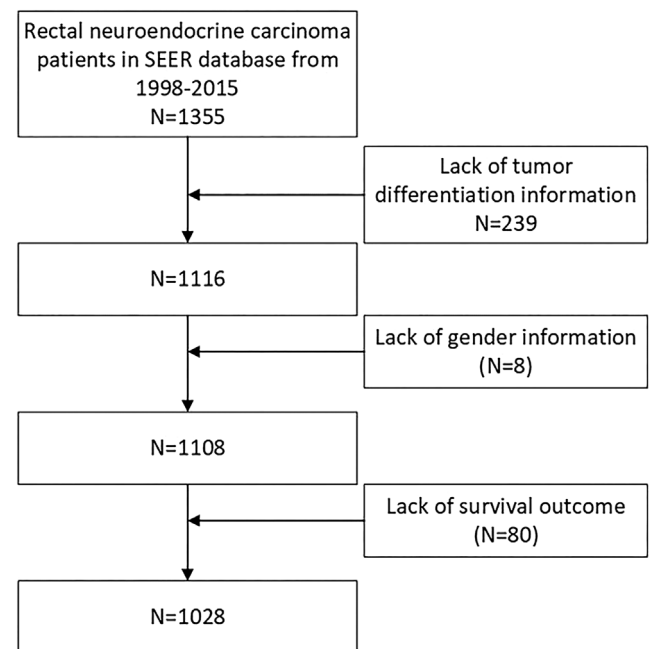 Rectal neuroendocrine carcinoma
patients in SEER database from
1998-2015
N=1355
Lack of tumor
differentiation information
N=239
N=1116
Lack of gender information
(N=8)
N=1108
Lack of survival outcome
(N=80)
N=1028